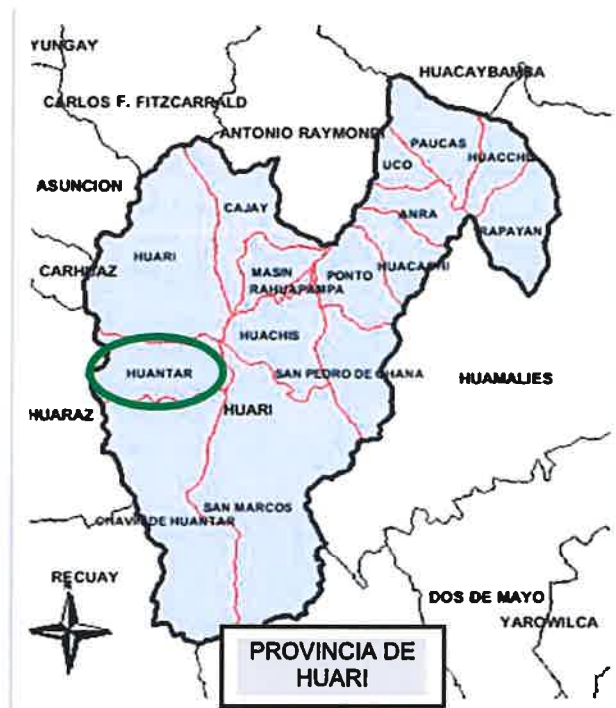 YUNGAY
HUACAYBAMBA
CARLOS F. FITZCARRALD
ANTONIO RAYMONDI
PAUCAS
HUACCHIS
UCO
ASUNCION
CAJAY
ANRA
RAPAYAN
HUARI
CARHUAZ
MASIN
PONTO
HUACACHI
RAHUAPAMPA
HUACHIS
HUANTAR
SAN PEDRO DE CHANA
HUAMALIES
HUARAZ
HUARI
SAN MARCOS
CHAVIN DE HUANTAR
RECUAY
DOS DE MAYO
YAROWILCA
PROVINCIA DE
HUARI